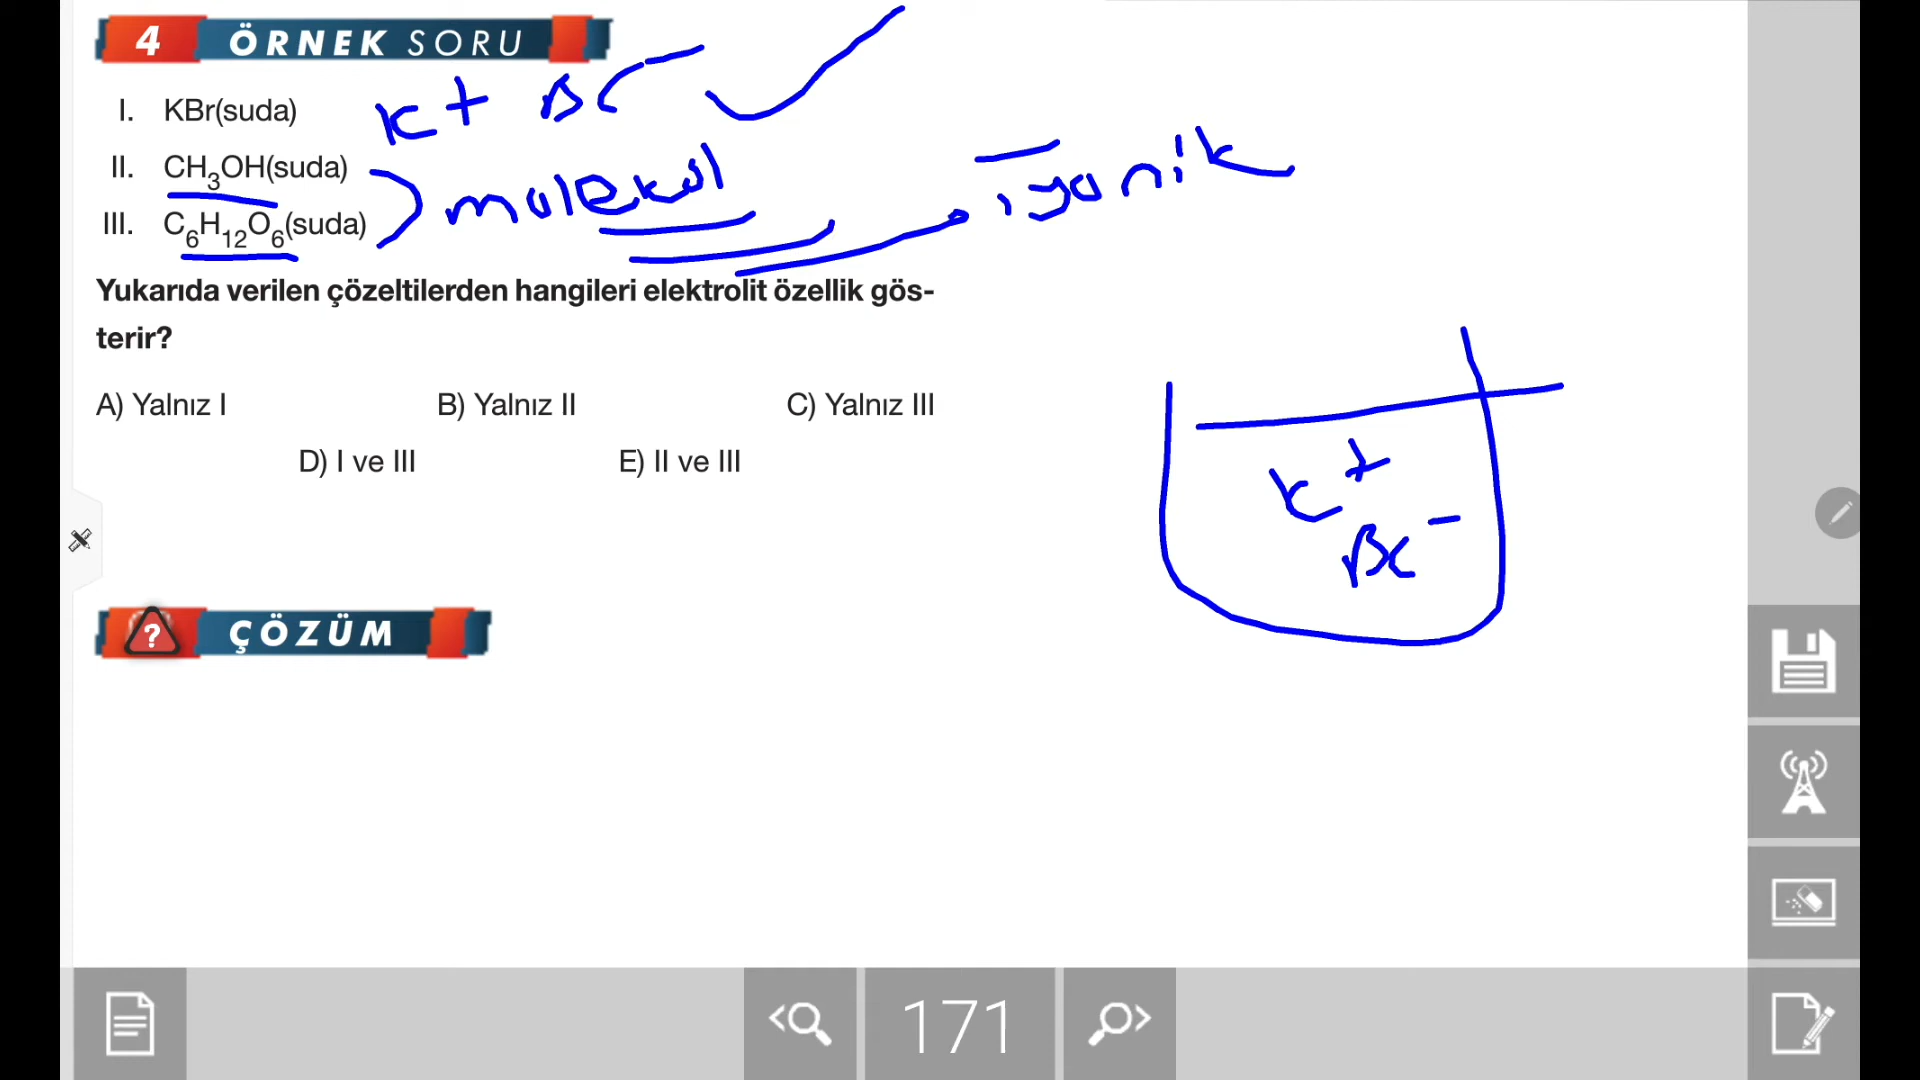 4 ÖRNEK SORU
I. KBr(suda)
K+ Br-
II. CH3OH(suda)
III. C6H12O6(suda)
molekül
iyonik
Yukarıda verilen çözeltilerden hangileri elektrolit özellik gös-
terir?
A) Yalnız I B) Yalnız II C) Yalnız III
D) I ve III E) II ve III
K+
Br-
? ÇÖZÜM
171